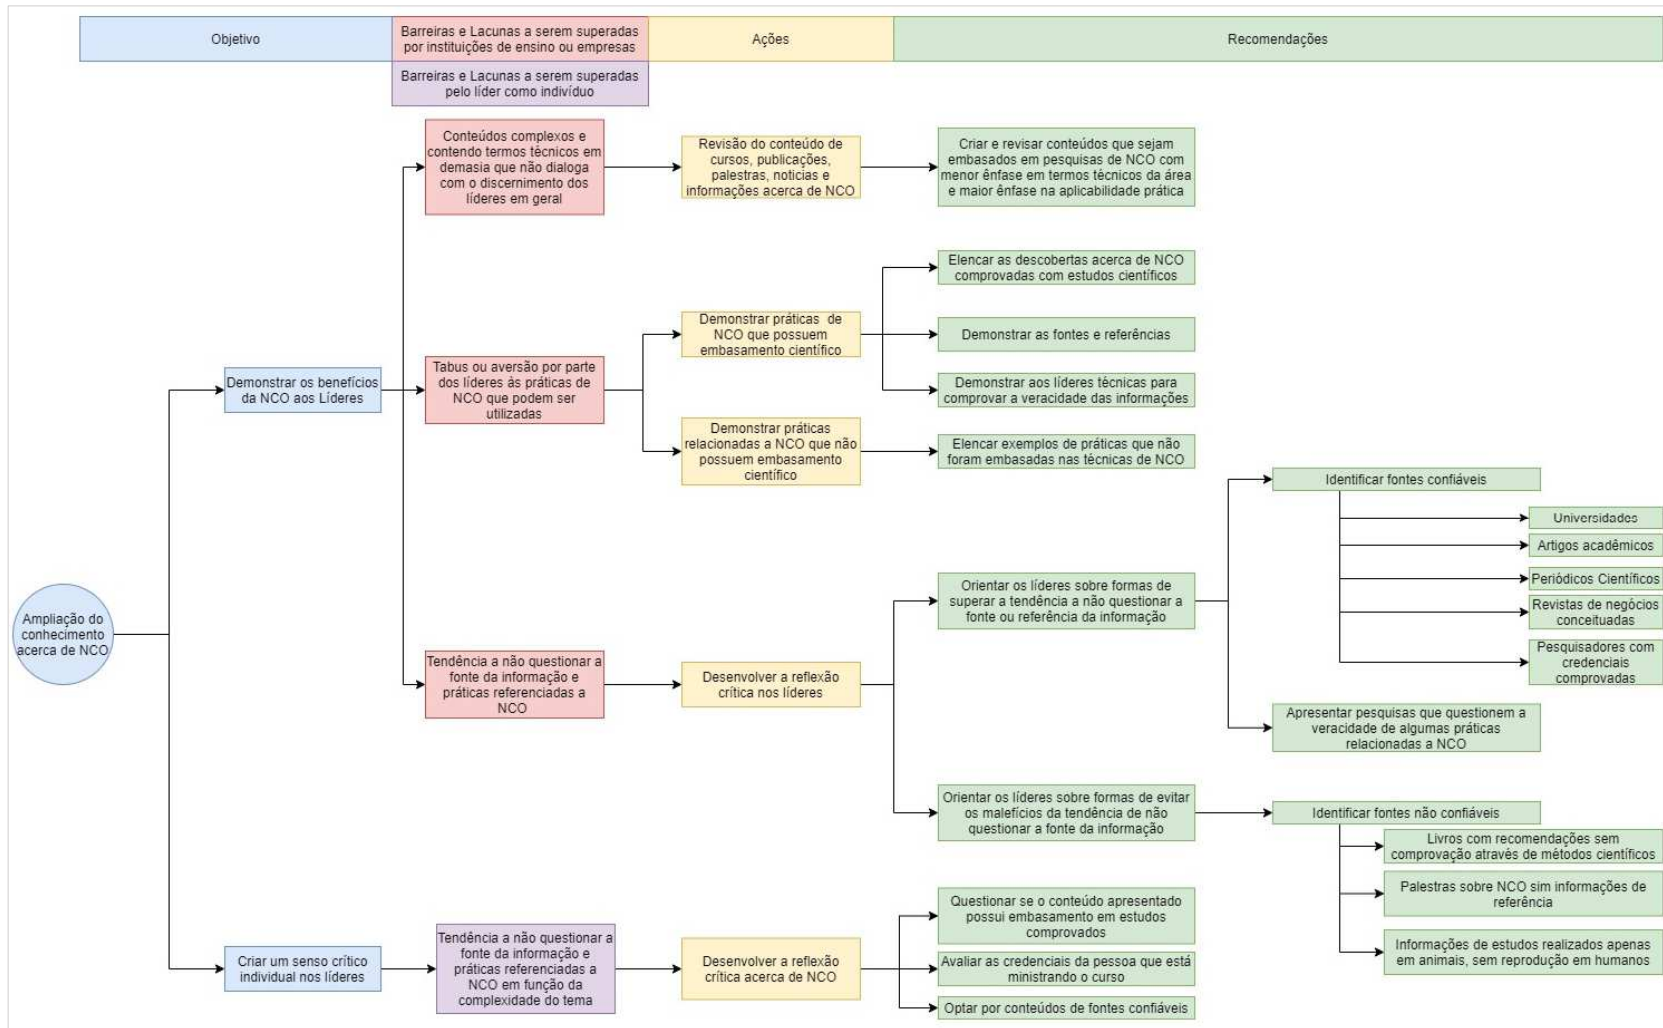 Objetivo
Barreiras e Lacunas a serem superadas
por instituições de ensino ou empresas
Ações
Recomendações
Barreiras e Lacunas a serem superadas
pelo líder como indivíduo
Conteúdos complexos e
contendo termos técnicos em
demasia que não dialoga
com o discernimento dos
líderes em geral
Revisão do conteúdo de
cursos, publicações,
palestras, noticias e
informações acerca de NCO
Criar e revisar conteúdos que sejam
embasados em pesquisas de NCO com
menor ênfase em termos técnicos da área
e maior ênfase na aplicabilidade prática
Elencar as descobertas acerca de NCO
comprovadas com estudos científicos
Demonstrar práticas de
NCO que possuem
embasamento científico
Demonstrar as fontes e referências
Demonstrar os benefícios
da NCO aos Líderes
Tabus ou aversão por parte
dos líderes às práticas de
NCO que podem ser
utilizadas
Demonstrar aos líderes técnicas para
comprovar a veracidade das informações
Demonstrar práticas
relacionadas a NCO que não
possuem embasamento
científico
Elencar exemplos de práticas que não
foram embasadas nas técnicas de NCO
Identificar fontes confiáveis
Universidades
Artigos acadêmicos
Periódicos Científicos
Revistas de negócios
conceituadas
Pesquisadores com
credenciais
comprovadas
Orientar os líderes sobre formas de
superar a tendência a não questionar a
fonte ou referência da informação
Ampliação do
conhecimento
acerca de NCO
Tendência a não questionar a
fonte da informação e
práticas referenciadas a
NCO
Desenvolver a reflexão
crítica nos líderes
Apresentar pesquisas que questionem a
veracidade de algumas práticas
relacionadas a NCO
Orientar os líderes sobre formas de evitar
os malefícios da tendência de não
questionar a fonte da informação
Identificar fontes não confiáveis
Livros com recomendações sem
comprovação através de métodos científicos
Palestras sobre NCO sim informações de
referência
Informações de estudos realizados apenas
em animais, sem reprodução em humanos
Criar um senso crítico
individual nos líderes
Tendência a não questionar a
fonte da informação e
práticas referenciadas a
NCO em função da
complexidade do tema
Desenvolver a reflexão
crítica acerca de NCO
Questionar se o conteúdo apresentado
possui embasamento em estudos
comprovados
Avaliar as credenciais da pessoa que está
ministrando o curso
Optar por conteúdos de fontes confiáveis